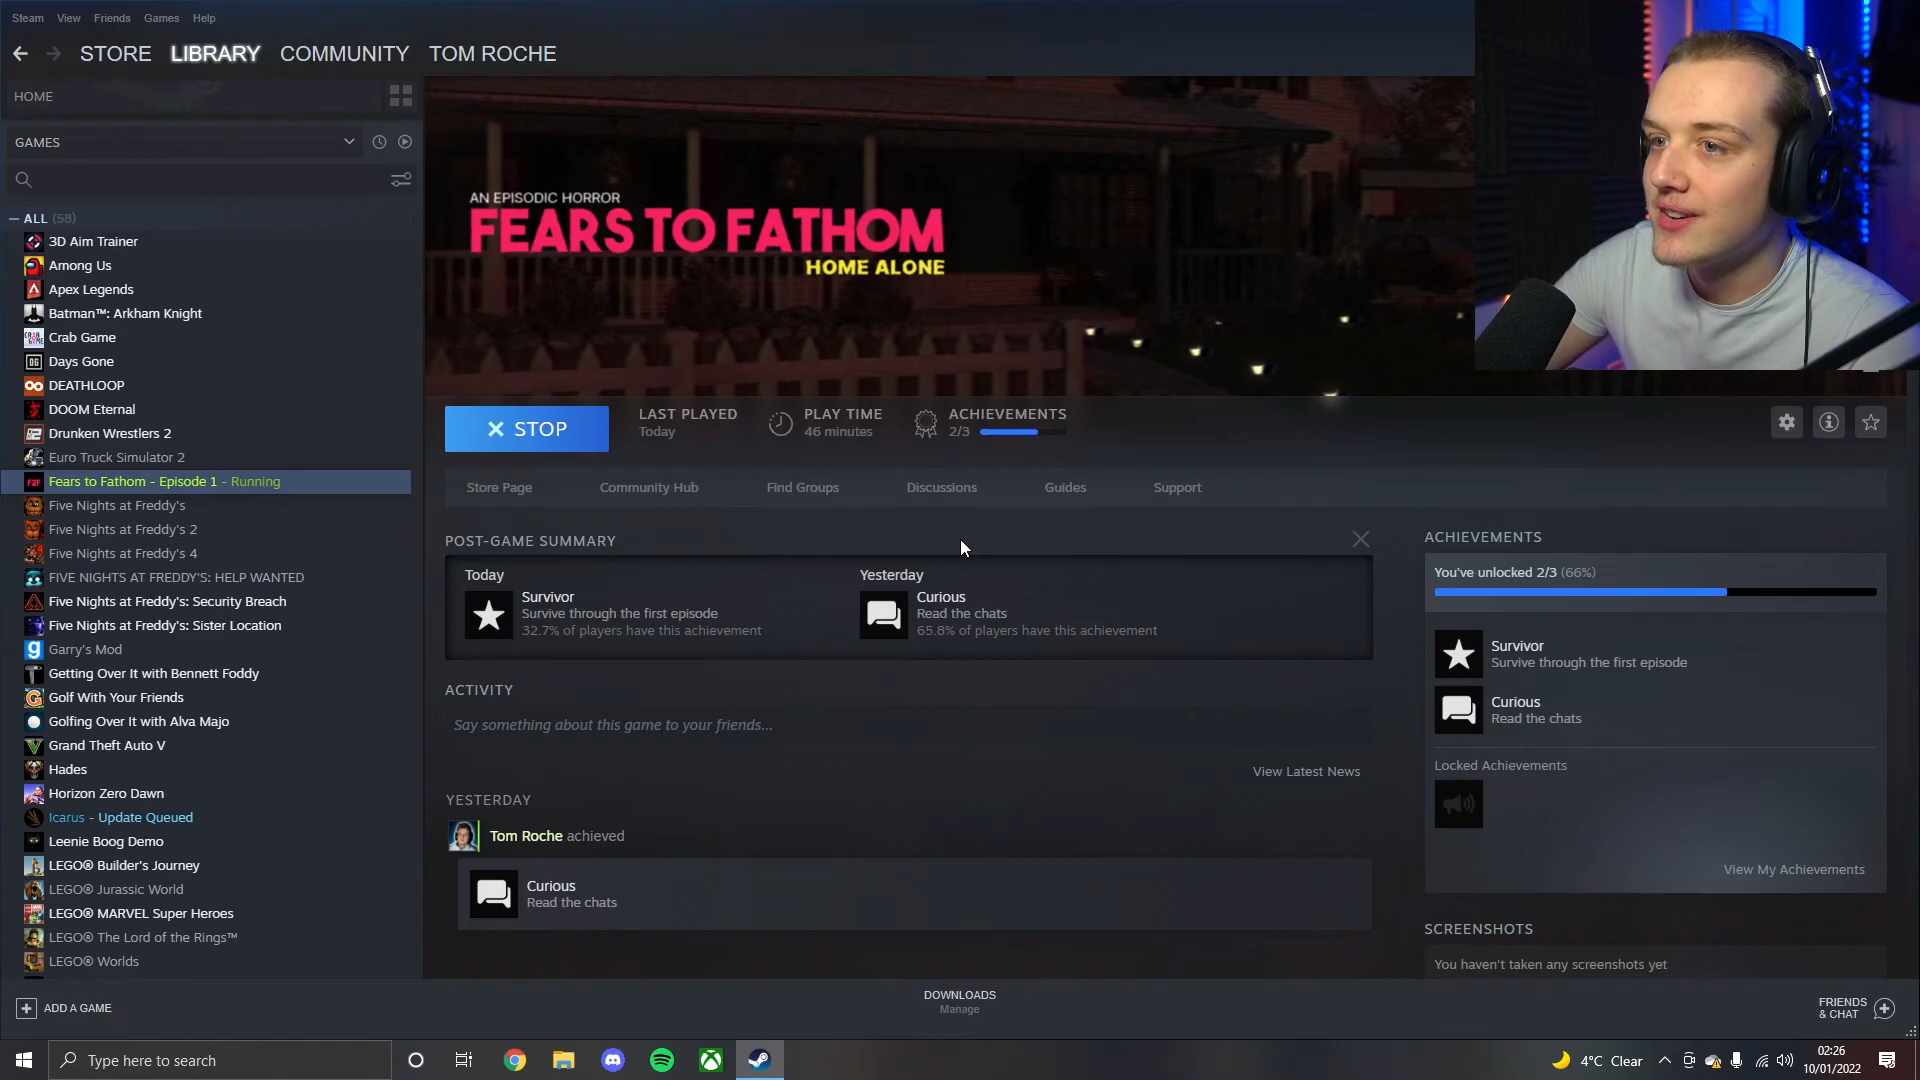 Steam View Friends Games Help
STORE LIBRARY COMMUNITY TOM ROCHE
HOME
GAMES
ALL (58)
3D Aim Trainer
Among Us
Apex Legends
Batman™: Arkham Knight
Crab Game
Days Gone
DEATHLOOP
DOOM Eternal
Drunken Wrestlers 2
Euro Truck Simulator 2
F2F Fears to Fathom - Episode 1 - Running
Five Nights at Freddy's
Five Nights at Freddy's 2
Five Nights at Freddy's 4
FIVE NIGHTS AT FREDDY'S: HELP WANTED
Five Nights at Freddy's: Security Breach
Five Nights at Freddy's: Sister Location
Garry's Mod
Getting Over It with Bennett Foddy
Golf With Your Friends
Golfing Over It with Alva Majo
Grand Theft Auto V
Hades
Horizon Zero Dawn
Icarus - Update Queued
Leenie Boog Demo
LEGO® Builder's Journey
LEGO® Jurassic World
LEGO® MARVEL Super Heroes
LEGO® The Lord of the Rings™
LEGO® Worlds
ADD A GAME
AN EPISODIC HORROR
FEARS TO FATHOM
HOME ALONE
STOP
LAST PLAYED
Today
PLAY TIME
46 minutes
ACHIEVEMENTS
2/3
Store Page Community Hub Find Groups Discussions Guides Support
POST-GAME SUMMARY
Today
Survivor
Survive through the first episode
32.7% of players have this achievement
Yesterday
Curious
Read the chats
65.8% of players have this achievement
ACTIVITY
Say something about this game to your friends...
View Latest News
YESTERDAY
Tom Roche achieved
Curious
Read the chats
ACHIEVEMENTS
You've unlocked 2/3 (66%)
Survivor
Survive through the first episode
Curious
Read the chats
Locked Achievements
View My Achievements
SCREENSHOTS
You haven't taken any screenshots yet
DOWNLOADS
Manage
FRIENDS
& CHAT
Type here to search
4°C Clear
02:26
10/01/2022